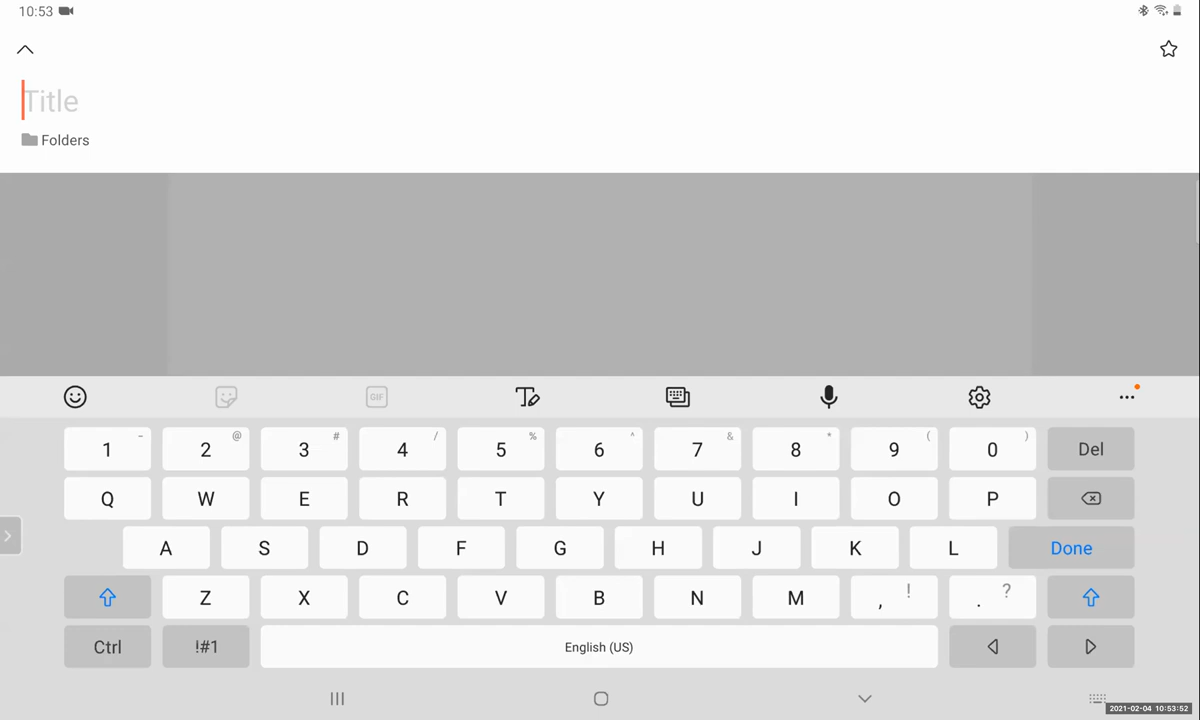 10:53
Title
Folders
GIF
1 - 2 @ 3 # 4 / 5 % 6 ^ 7 & 8 * 9 ( 0 ) Del
Q W E R T Y U I O P
A S D F G H J K L Done
Z X C V B N M , ! . ?
Ctrl !#1 English (US)
2021-02-04 10:53:52